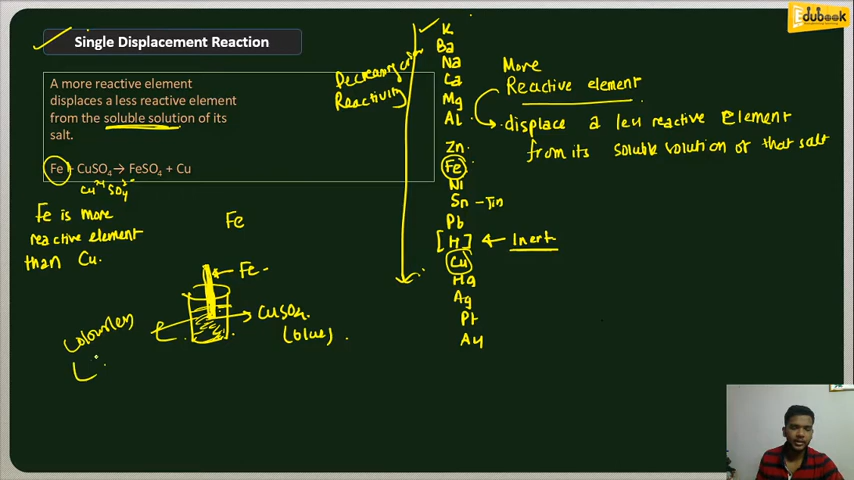 Edubook
Single Displacement Reaction
A more reactive element
displaces a less reactive element
from the soluble solution of its
salt.
Fe + CuSO₄→ FeSO₄ + Cu
Cu²⁺ SO₄²⁻
Fe is more
reactive element
than Cu.
Fe
Fe
CuSO₄.
(blue)
colourless
Decreasing order
Reactivity
K
Ba
Na
Ca
Mg
Al
Zn
Fe
Ni
Sn - Tin
Pb
[H] ← Inert
Cu
Hg
Ag
Pt
Au
More
Reactive element
displace a less reactive Element
from its soluble solution of that salt